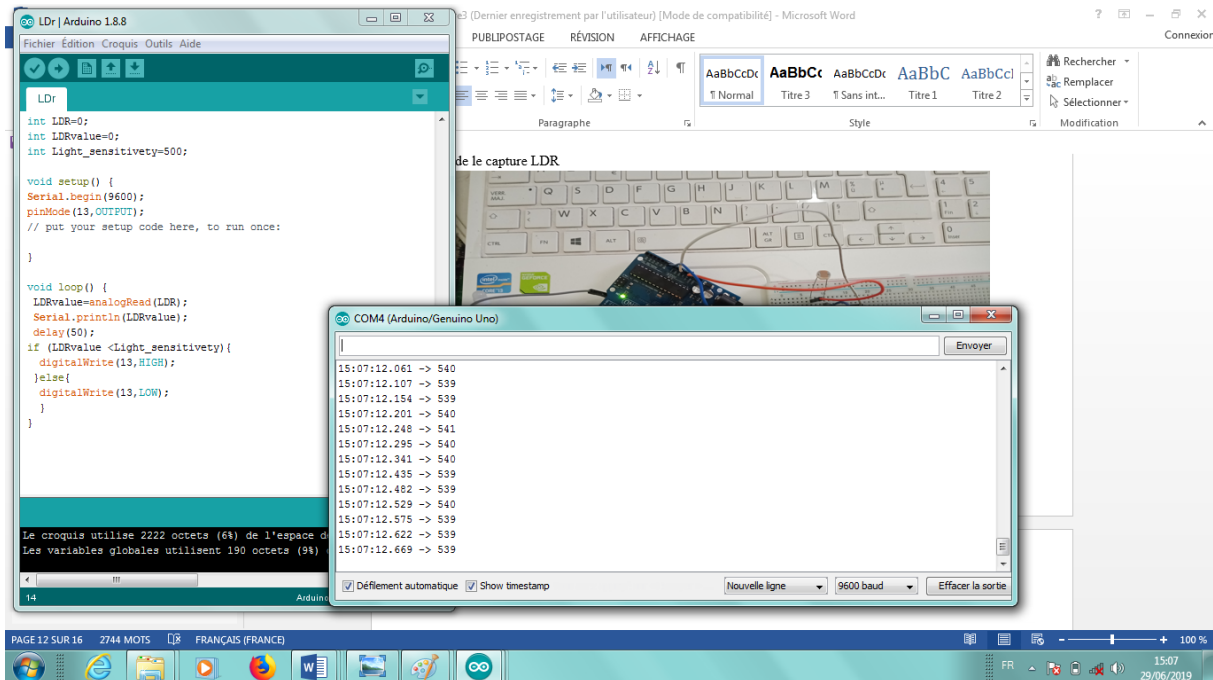 LDr | Arduino 1.8.8
Fichier Édition Croquis Outils Aide
LDr
int LDR=0;
int LDRvalue=0;
int Light_sensitivety=500;
void setup() {
Serial.begin(9600);
pinMode(13,OUTPUT);
// put your setup code here, to run once:
}
void loop() {
LDRvalue=analogRead(LDR);
Serial.println(LDRvalue);
delay(50);
if (LDRvalue <Light_sensitivety){
digitalWrite(13,HIGH);
}else{
digitalWrite(13,LOW);
}
}
Le croquis utilise 2222 octets (6%) de l'espace d
Les variables globales utilisent 190 octets (9%)
14
Arduino
e3 (Dernier enregistrement par l'utilisateur) [Mode de compatibilité] - Microsoft Word
PUBLIPOSTAGE RÉVISION AFFICHAGE
Connexion
AaBbCcDc AaBbC AaBbCcDc AaBbC AaBbCcI
¶ Normal Titre 3 ¶ Sans int... Titre 1 Titre 2
Rechercher
Remplacer
Sélectionner
Paragraphe Style Modification
de le capture LDR
Q S D F G H J K L M
W X C V B N
CTRL FN ALT
COM4 (Arduino/Genuino Uno)
Envoyer
15:07:12.061 -> 540
15:07:12.107 -> 539
15:07:12.154 -> 539
15:07:12.201 -> 540
15:07:12.248 -> 541
15:07:12.295 -> 540
15:07:12.341 -> 540
15:07:12.435 -> 539
15:07:12.482 -> 539
15:07:12.529 -> 540
15:07:12.575 -> 539
15:07:12.622 -> 539
15:07:12.669 -> 539
Défilement automatique Show timestamp
Nouvelle ligne 9600 baud Effacer la sortie
PAGE 12 SUR 16 2744 MOTS FRANÇAIS (FRANCE)
100 %
FR
15:07
29/06/2019